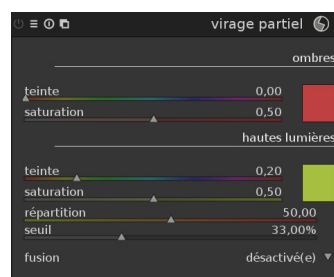 virage partiel
ombres
teinte 0,00
saturation 0,50
hautes lumières
teinte 0,20
saturation 0,50
répartition 50,00
seuil 33,00%
fusion désactivé(e)